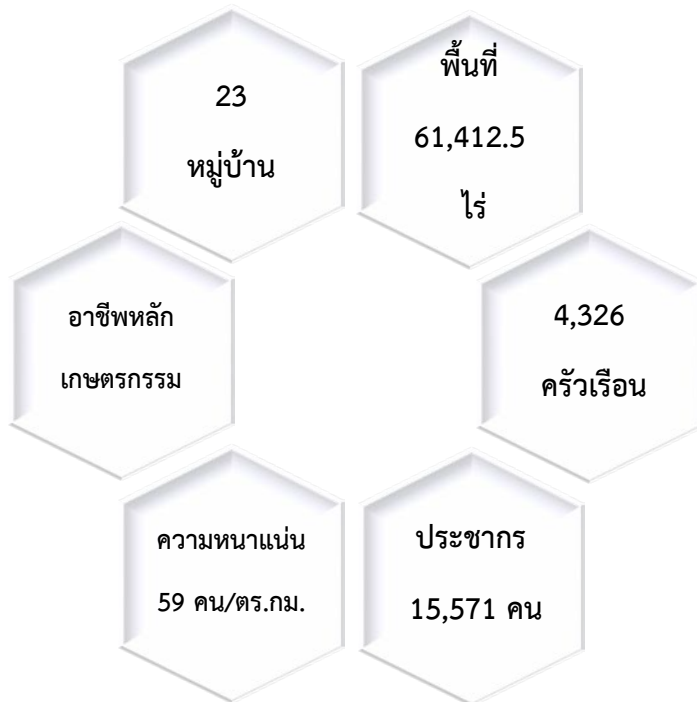 23
หมู่บ้าน
พื้นที่
61,412.5
ไร่
อาชีพหลัก
เกษตรกรรม
4,326
ครัวเรือน
ความหนาแน่น
59 คน/ตร.กม.
ประชากร
15,571 คน